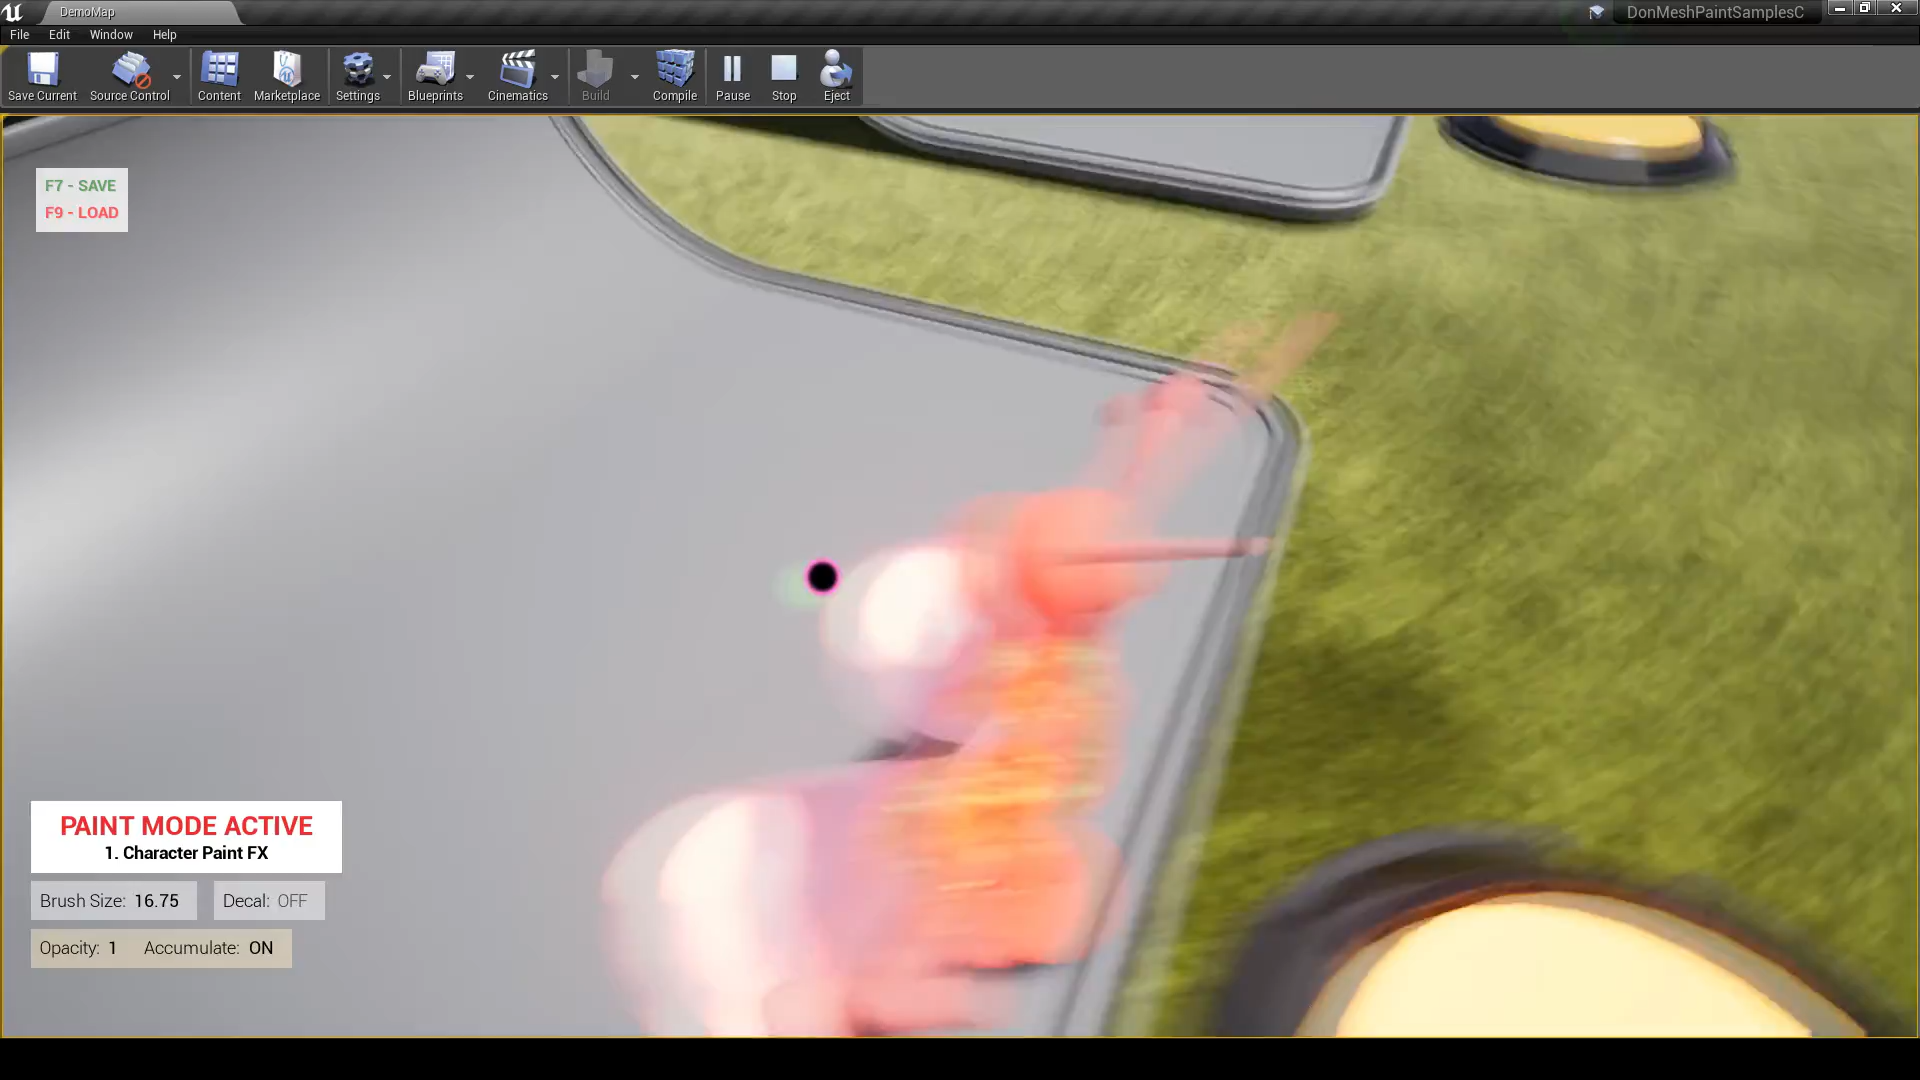 DemoMap
DonMeshPaintSamplesC
File Edit Window Help
Save Current Source Control Content Marketplace Settings Blueprints Cinematics Build Compile Pause Stop Eject
F7 - SAVE
F9 - LOAD
PAINT MODE ACTIVE
1. Character Paint FX
Brush Size: 16.75 Decal: OFF
Opacity: 1 Accumulate: ON